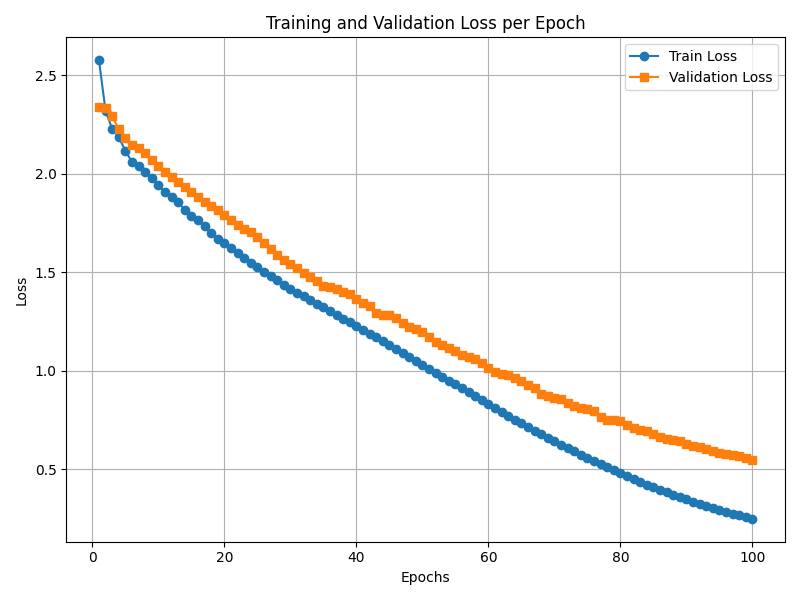 Training and Validation Loss per Epoch
Train Loss
Validation Loss
2.5
2.0
1.5
1.0
0.5
Loss
0 20 40 60 80 100
Epochs